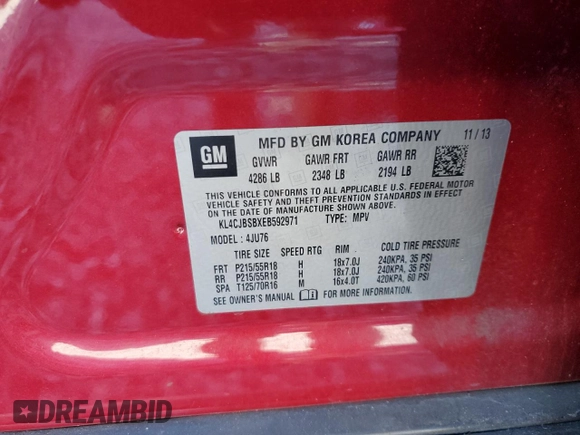 GM
MFD BY GM KOREA COMPANY 11/13
GVWR GAWR FRT GAWR RR
4286 LB 2348 LB 2194 LB
THIS VEHICLE CONFORMS TO ALL APPLICABLE U.S. FEDERAL MOTOR
VEHICLE SAFETY AND THEFT PREVENTION STANDARDS IN EFFECT
ON THE DATE OF MANUFACTURE SHOWN ABOVE.
KL4CJBSBXEB592971 TYPE: MPV
MODEL: 4JU76
TIRE SIZE SPEED RTG RIM COLD TIRE PRESSURE
FRT P215/55R18 H 18x7.0J 240KPA, 35 PSI
RR P215/55R18 H 18x7.0J 240KPA, 35 PSI
SPA T125/70R16 M 16x4.0T 420KPA, 60 PSI
SEE OWNER'S MANUAL FOR MORE INFORMATION.
DREAMBID